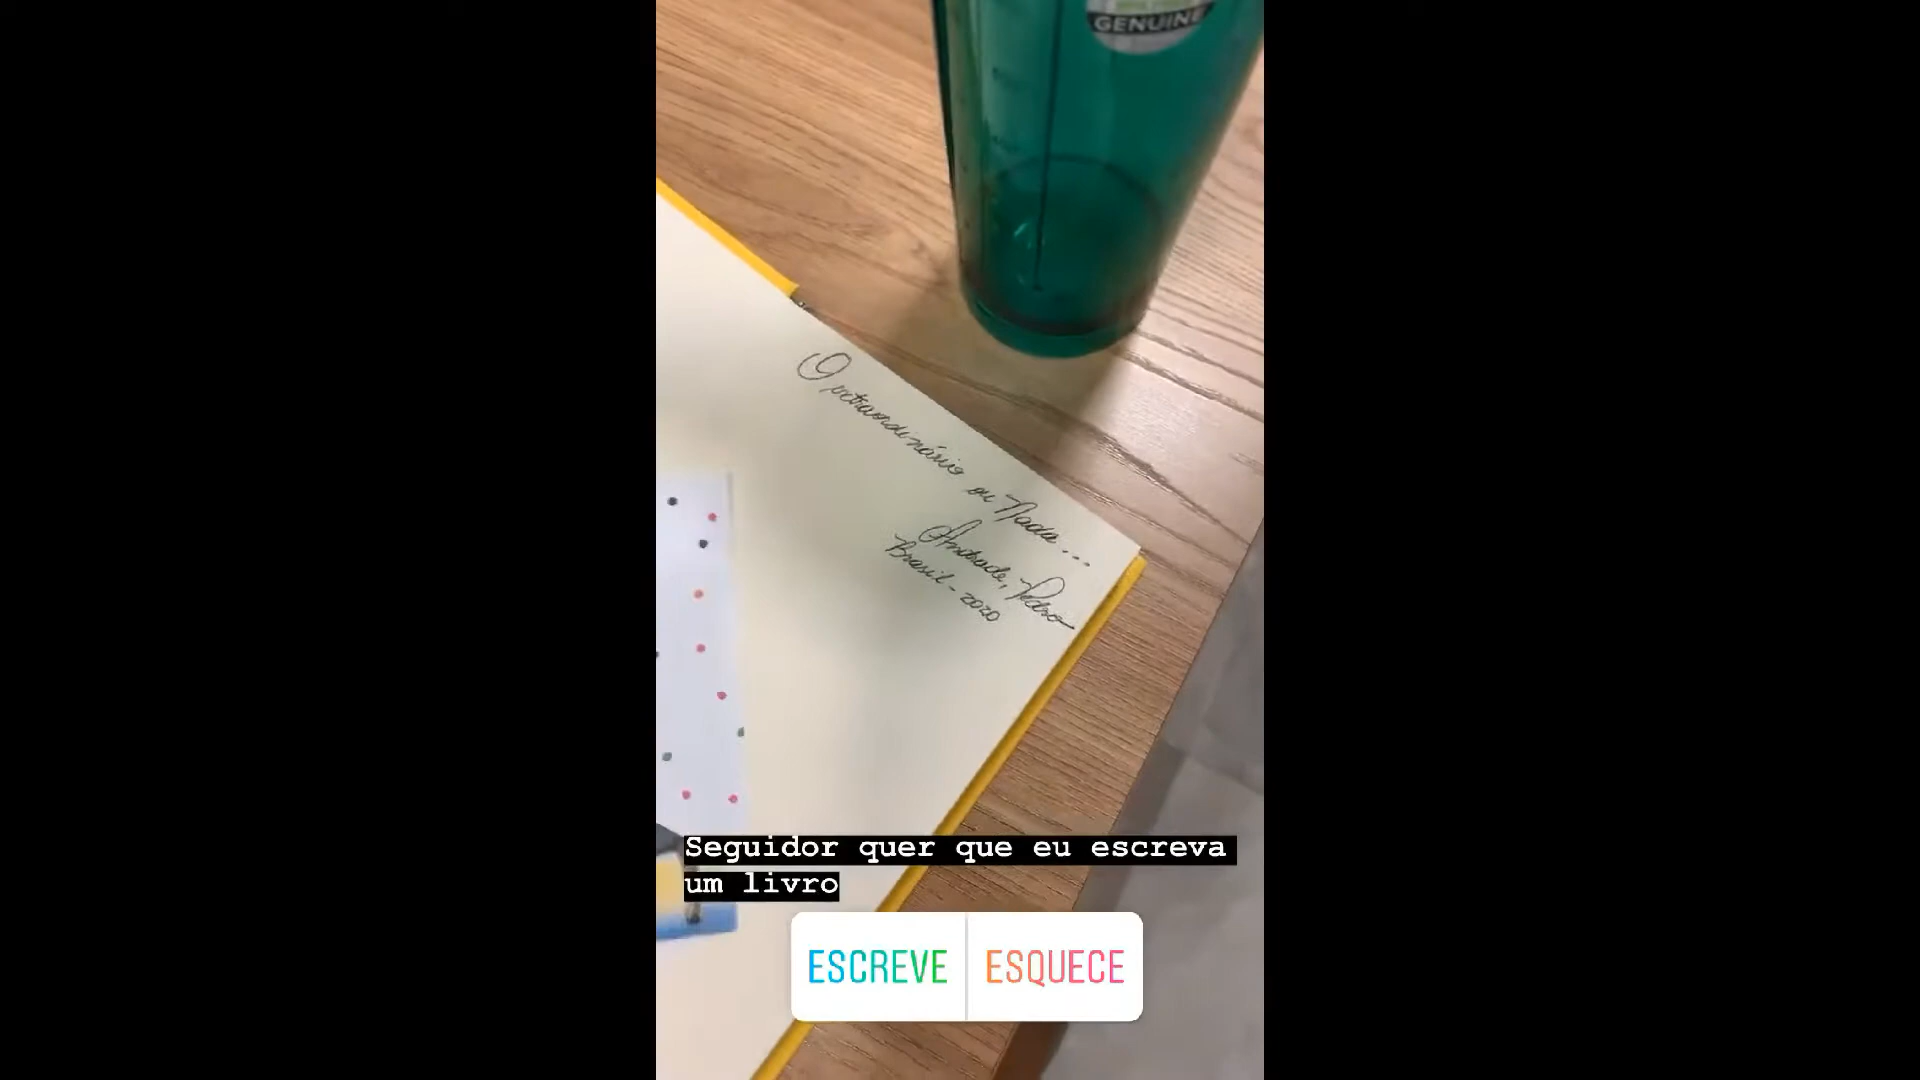 GENUINE
O extraordinário ou Nada...
Andrade, Pedro
Brasil - 2020
Seguidor quer que eu escreva
um livro
ESCREVE
ESQUECE